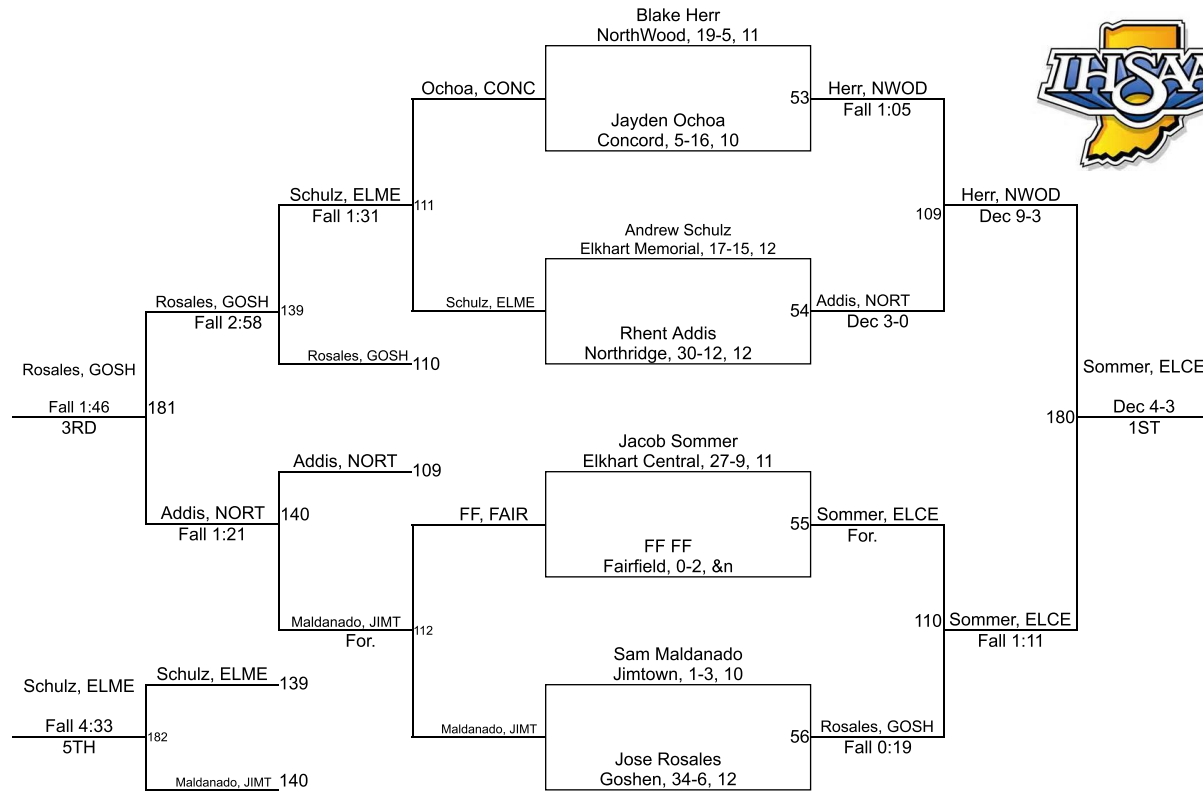 Blake Herr
NorthWood, 19-5, 11
IHSAA
Ochoa, CONC
53
Herr, NWOD
Fall 1:05
Jayden Ochoa
Concord, 5-16, 10
Schulz, ELME
Fall 1:31
111
109
Herr, NWOD
Dec 9-3
Andrew Schulz
Elkhart Memorial, 17-15, 12
Rosales, GOSH
Fall 2:58
139
Schulz, ELME
54
Addis, NORT
Dec 3-0
Rhent Addis
Northridge, 30-12, 12
Rosales, GOSH
110
Rosales, GOSH
Fall 1:46
3RD
181
Sommer, ELCE
Dec 4-3
1ST
180
Jacob Sommer
Elkhart Central, 27-9, 11
Addis, NORT
109
Addis, NORT
Fall 1:21
140
FF, FAIR
55
Sommer, ELCE
For.
FF FF
Fairfield, 0-2, &n
Maldanado, JIMT
For.
112
110
Sommer, ELCE
Fall 1:11
Sam Maldanado
Jimtown, 1-3, 10
Schulz, ELME
139
Schulz, ELME
Fall 4:33
5TH
182
Maldanado, JIMT
56
Rosales, GOSH
Fall 0:19
Jose Rosales
Goshen, 34-6, 12
Maldanado, JIMT
140